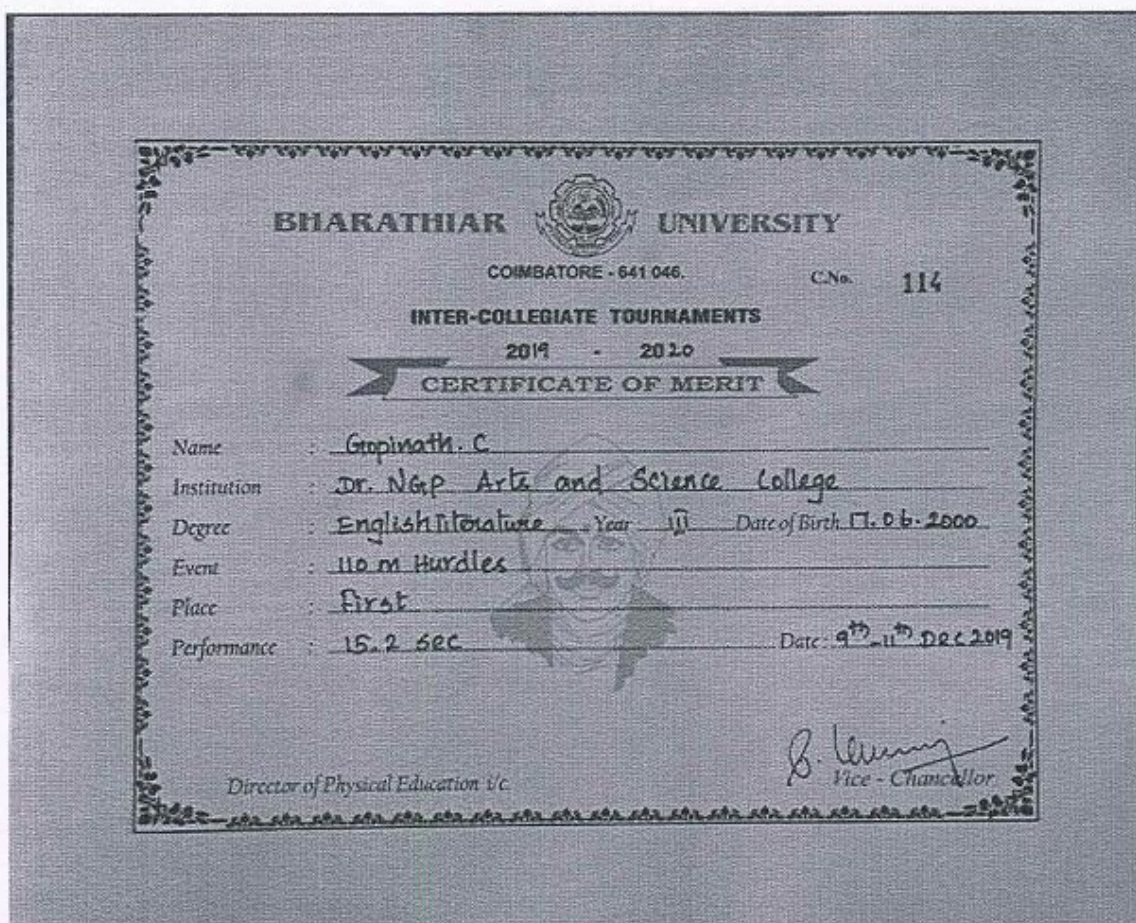 BHARATHIAR UNIVERSITY
COIMBATORE - 641 046.
C.No. 114
INTER-COLLEGIATE TOURNAMENTS
2019 - 2020
CERTIFICATE OF MERIT
Name : Gopinath. C
Institution : Dr. NGP Arts and Science College
Degree : English literature Year III Date of Birth 17.06.2000
Event : 110 m Hurdles
Place : First
Performance : 15.2 sec Date : 9th - 11th Dec 2019
Director of Physical Education i/c.
Vice - Chancellor